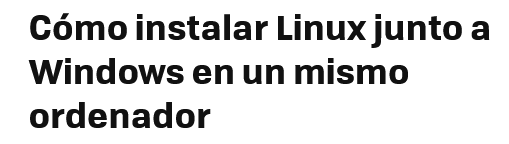 Cómo instalar Linux junto a
Windows en un mismo
ordenador